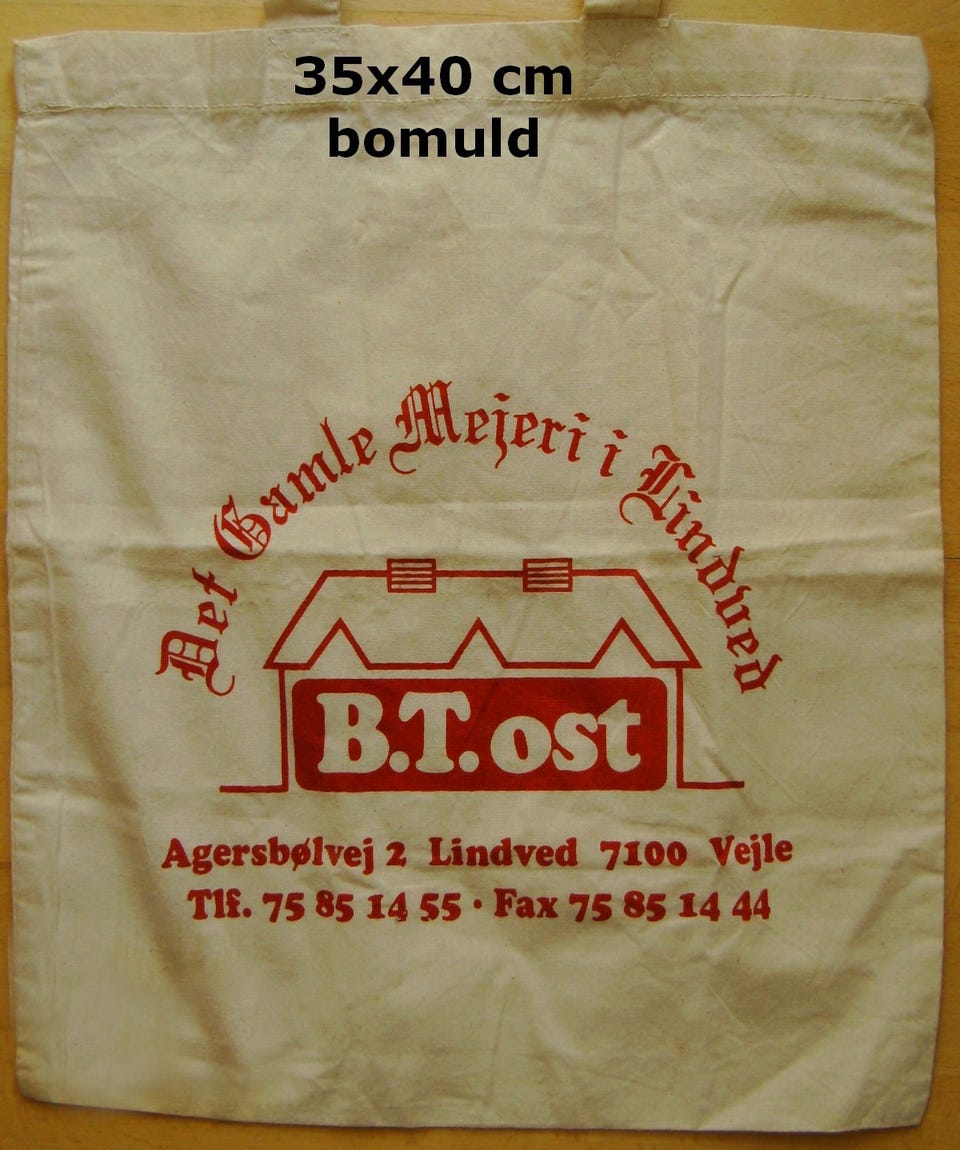 35x40 cm
bomuld
Det Gamle Mejeri i Lindved
B.T. ost
Agersbølvej 2 Lindved 7100 Vejle
Tlf. 75 85 14 55 · Fax 75 85 14 44